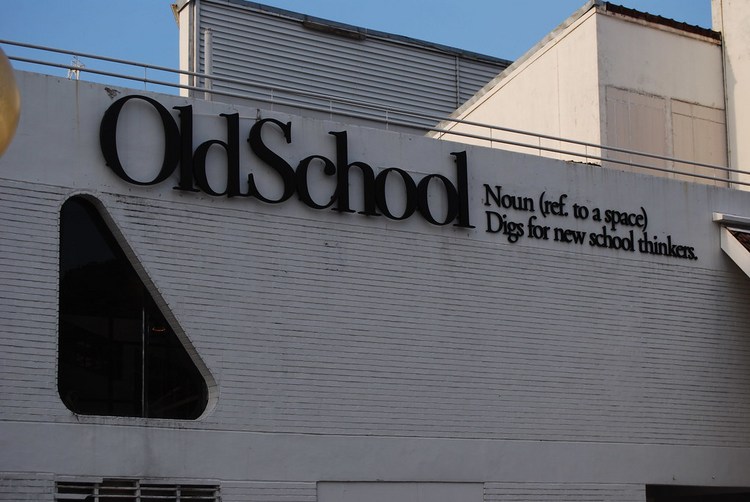 OldSchool
Noun (ref. to a space)
Digs for new school thinkers.